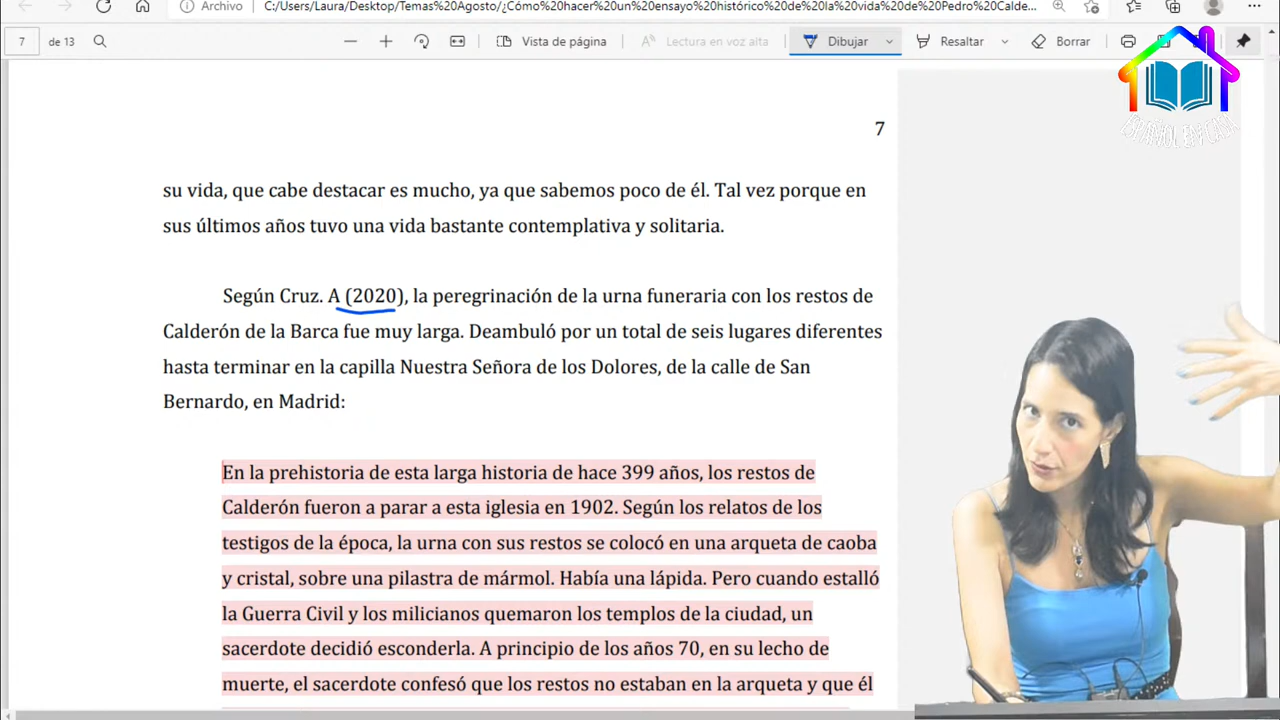 Archivo
C:/Users/Laura/Desktop/Temas%20Agosto/¿Cómo%20hacer%20un%20ensayo%20histórico%20de%20la%20vida%20de%20Pedro%20Calde...
7 de 13
Vista de página
Lectura en voz alta
Dibujar
Resaltar
Borrar
ESPAÑOL EN CASA
7
su vida, que cabe destacar es mucho, ya que sabemos poco de él. Tal vez porque en
sus últimos años tuvo una vida bastante contemplativa y solitaria.
Según Cruz. A (2020), la peregrinación de la urna funeraria con los restos de
Calderón de la Barca fue muy larga. Deambuló por un total de seis lugares diferentes
hasta terminar en la capilla Nuestra Señora de los Dolores, de la calle de San
Bernardo, en Madrid:
En la prehistoria de esta larga historia de hace 399 años, los restos de
Calderón fueron a parar a esta iglesia en 1902. Según los relatos de los
testigos de la época, la urna con sus restos se colocó en una arqueta de caoba
y cristal, sobre una pilastra de mármol. Había una lápida. Pero cuando estalló
la Guerra Civil y los milicianos quemaron los templos de la ciudad, un
sacerdote decidió esconderla. A principio de los años 70, en su lecho de
muerte, el sacerdote confesó que los restos no estaban en la arqueta y que él